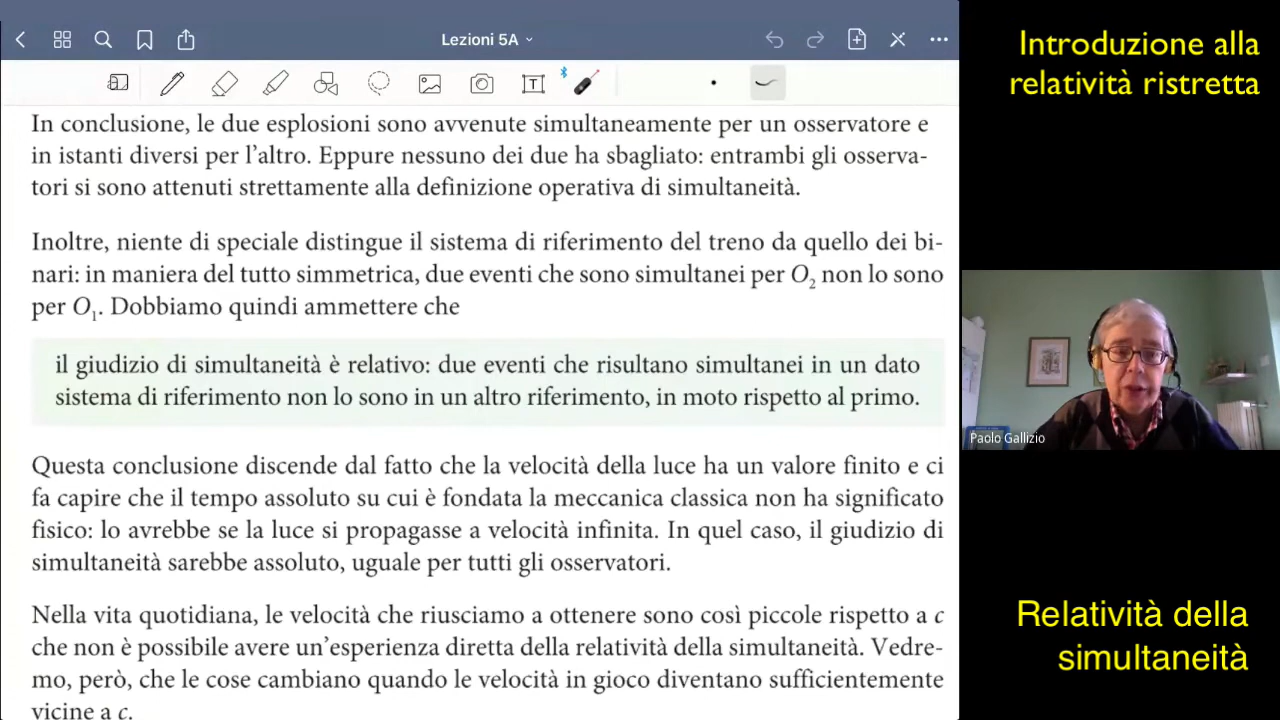 Lezioni 5A
In conclusione, le due esplosioni sono avvenute simultaneamente per un osservatore e
in istanti diversi per l'altro. Eppure nessuno dei due ha sbagliato: entrambi gli osserva-
tori si sono attenuti strettamente alla definizione operativa di simultaneità.
Inoltre, niente di speciale distingue il sistema di riferimento del treno da quello dei bi-
nari: in maniera del tutto simmetrica, due eventi che sono simultanei per O₂ non lo sono
per O₁. Dobbiamo quindi ammettere che
il giudizio di simultaneità è relativo: due eventi che risultano simultanei in un dato
sistema di riferimento non lo sono in un altro riferimento, in moto rispetto al primo.
Questa conclusione discende dal fatto che la velocità della luce ha un valore finito e ci
fa capire che il tempo assoluto su cui è fondata la meccanica classica non ha significato
fisico: lo avrebbe se la luce si propagasse a velocità infinita. In quel caso, il giudizio di
simultaneità sarebbe assoluto, uguale per tutti gli osservatori.
Nella vita quotidiana, le velocità che riusciamo a ottenere sono così piccole rispetto a c
che non è possibile avere un'esperienza diretta della relatività della simultaneità. Vedre-
mo, però, che le cose cambiano quando le velocità in gioco diventano sufficientemente
vicine a c.
Introduzione alla
relatività ristretta
Paolo Gallizio
Relatività della
simultaneità